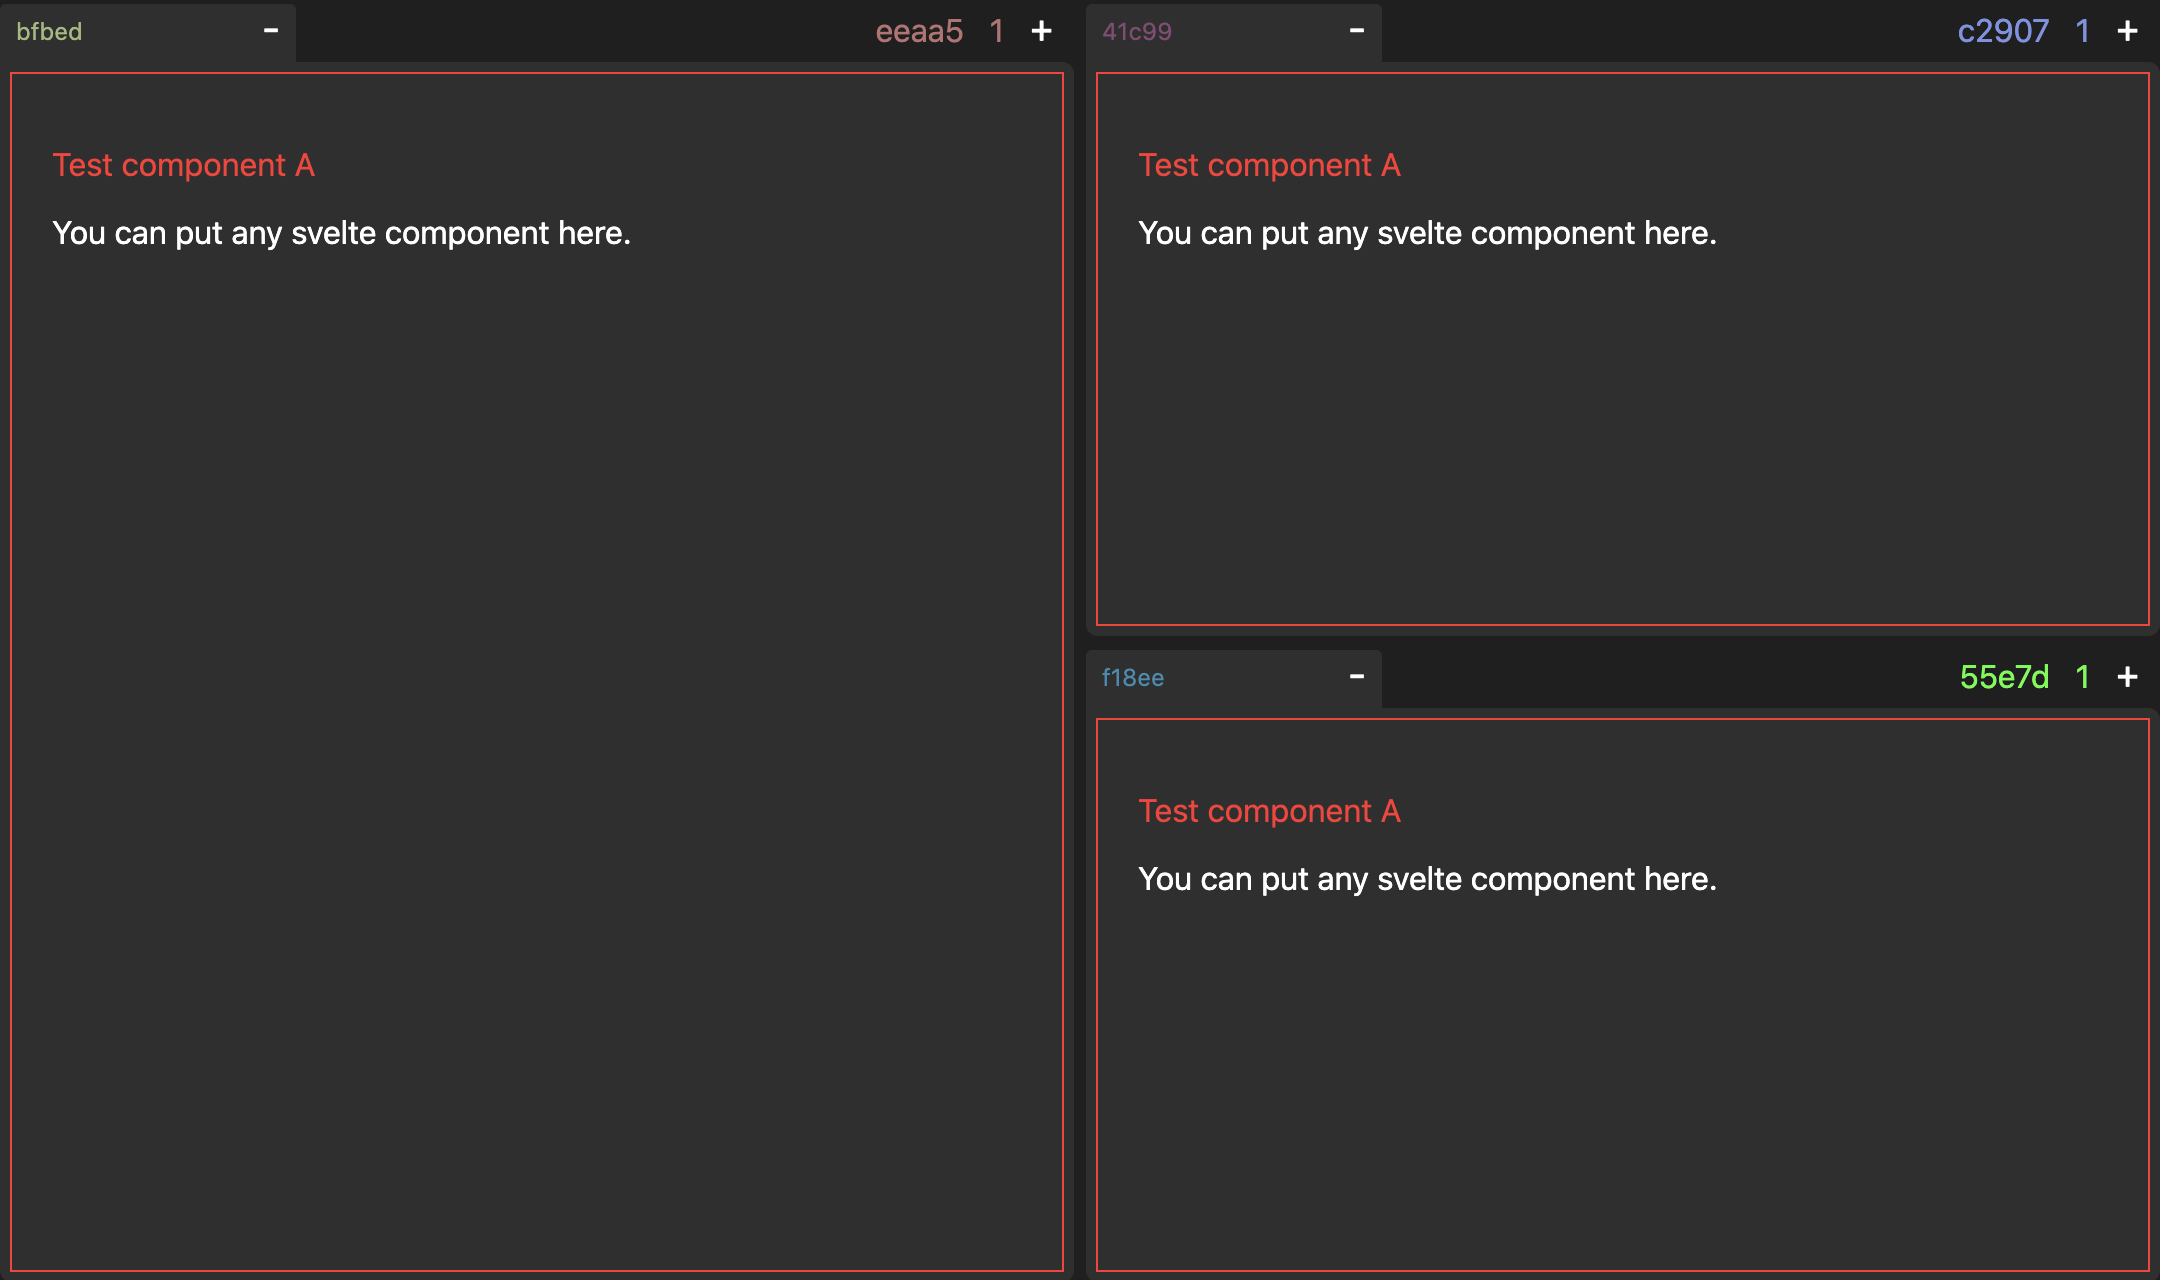 bfbed - eeaa5 1 +
Test component A
You can put any svelte component here.
41c99 - c2907 1 +
Test component A
You can put any svelte component here.
f18ee - 55e7d 1 +
Test component A
You can put any svelte component here.